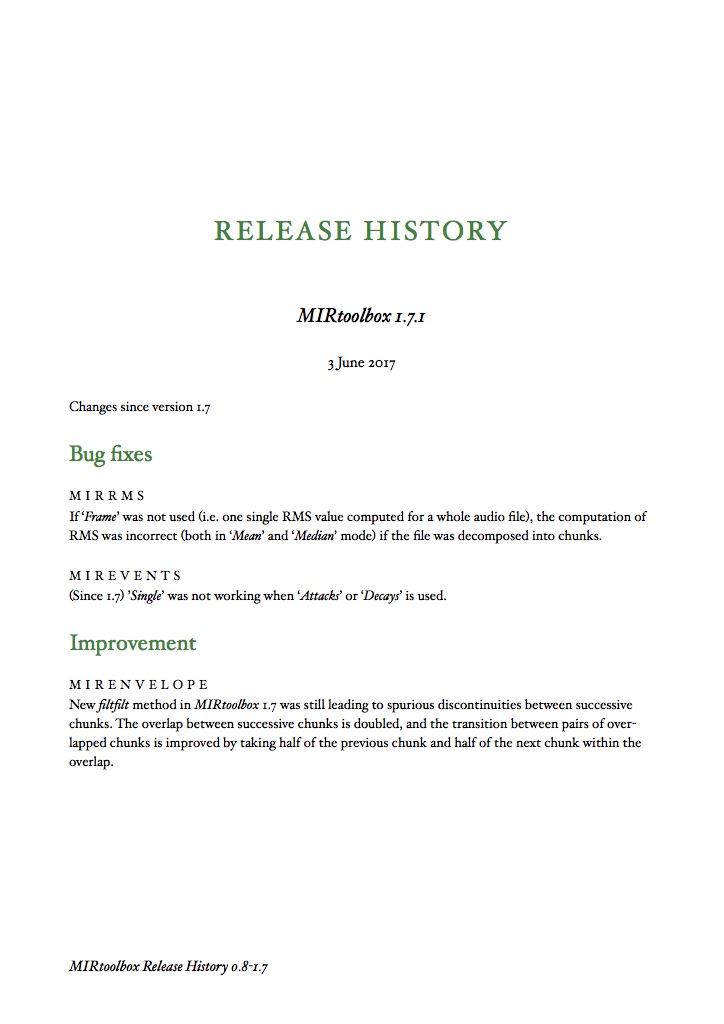 RELEASE HISTORY
MIRtoolbox 1.7.1
3 June 2017
Changes since version 1.7
Bug fixes
MIRRMS
If ‘Frame’ was not used (i.e. one single RMS value computed for a whole audio file), the computation of
RMS was incorrect (both in ‘Mean’ and ‘Median’ mode) if the file was decomposed into chunks.
MIREVENTS
(Since 1.7) ’Single’ was not working when ‘Attacks’ or ‘Decays’ is used.
Improvement
MIRENVELOPE
New filtfilt method in MIRtoolbox 1.7 was still leading to spurious discontinuities between successive
chunks. The overlap between successive chunks is doubled, and the transition between pairs of over-
lapped chunks is improved by taking half of the previous chunk and half of the next chunk within the
overlap.
MIRtoolbox Release History 0.8-1.7